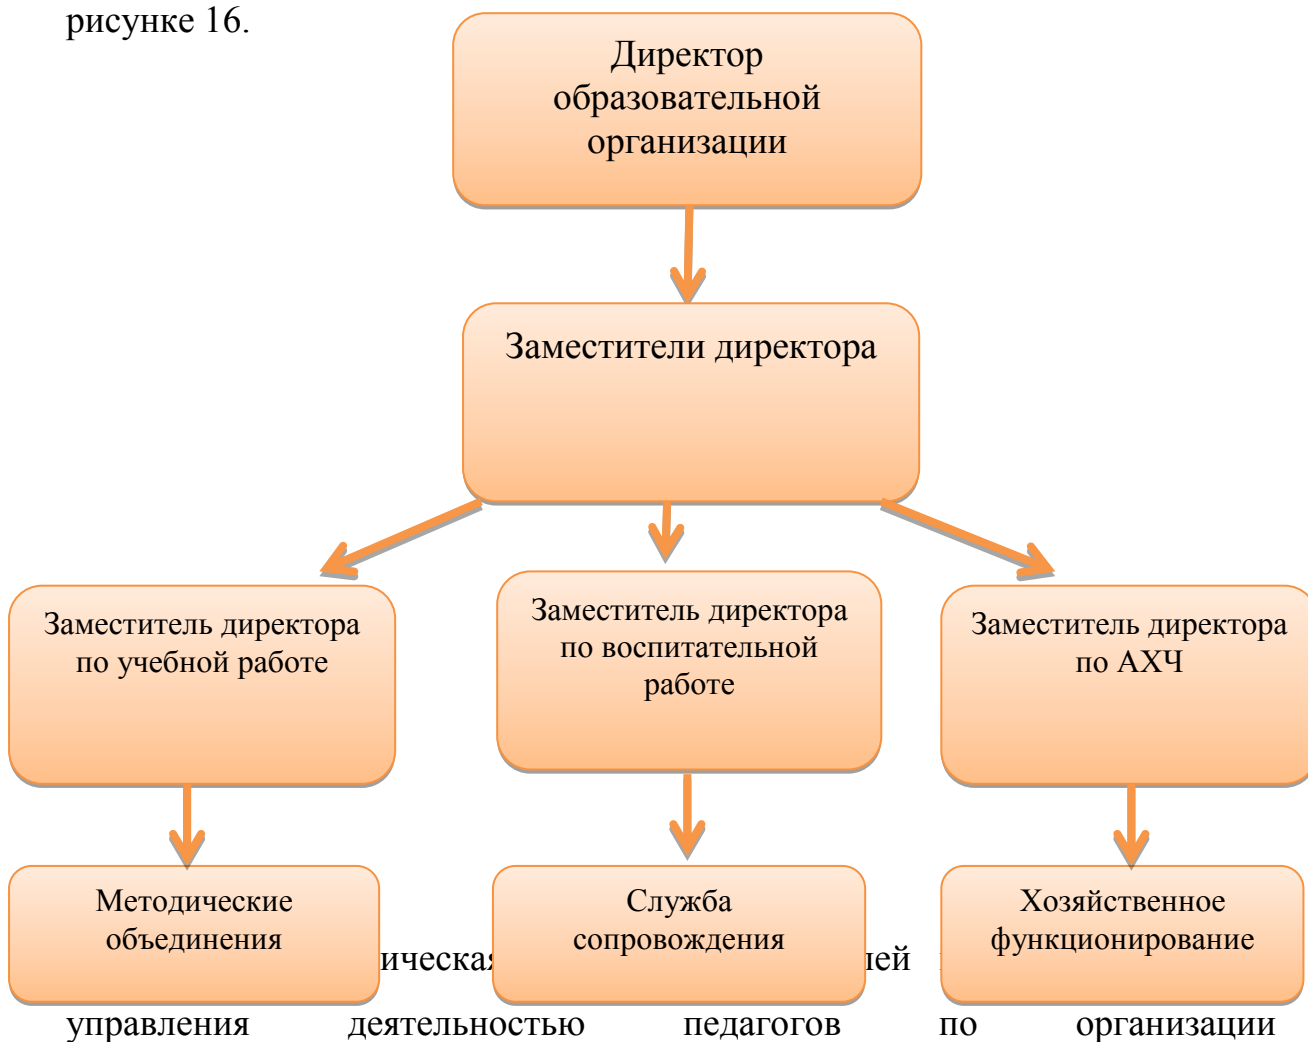 рисунке 16.
Директор
образовательной
организации
Заместители директора
Заместитель директора
по учебной работе
Заместитель директора
по воспитательной
работе
Заместитель директора
по АХЧ
Методические
объединения
Служба
сопровождения
Хозяйственное
функционирование
управления деятельностью педагогов по организации